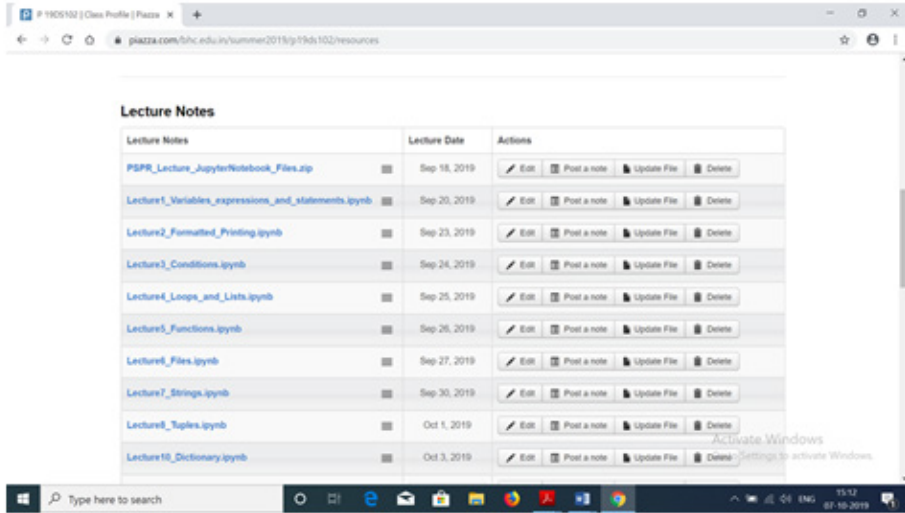 P 19DS102 | Class Profile | Piazza
piazza.com/bhc.edu.in/summer2019/p19ds102/resources
Lecture Notes
Lecture Notes Lecture Date Actions
PSPR_Lecture_JupyterNotebook_Files.zip Sep 18, 2019 Edit Post a note Update File Delete
Lecture1_Variables_expressions_and_statements.ipynb Sep 20, 2019 Edit Post a note Update File Delete
Lecture2_Formatted_Printing.ipynb Sep 23, 2019 Edit Post a note Update File Delete
Lecture3_Conditions.ipynb Sep 24, 2019 Edit Post a note Update File Delete
Lecture4_Loops_and_Lists.ipynb Sep 25, 2019 Edit Post a note Update File Delete
Lecture5_Functions.ipynb Sep 26, 2019 Edit Post a note Update File Delete
Lecture6_Files.ipynb Sep 27, 2019 Edit Post a note Update File Delete
Lecture7_Strings.ipynb Sep 30, 2019 Edit Post a note Update File Delete
Lecture8_Tuples.ipynb Oct 1, 2019 Edit Post a note Update File Delete
Activate Windows
Lecture10_Dictionary.ipynb Oct 3, 2019 Edit Post a note Update File Delete Settings to activate Windows.
Type here to search ENG 15:12
07-10-2019